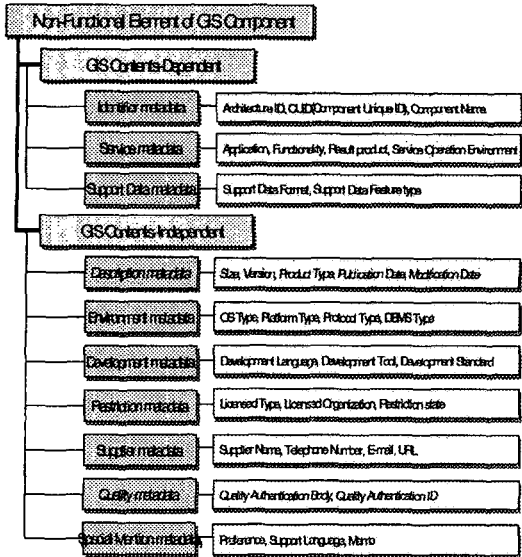 Non-Functional Element of GIS Component
GIS Contents-Dependent
Identifier metadata
Architecture ID, CUID(Component Unique ID), Component Name
Service metadata
Application, Functionality, Result product, Service Operation Environment
Support Data metadata
Support Data Format, Support Data Feature type
GIS Contents-Independent
Description metadata
Size, Version, Product Type, Publication Date, Modification Date
Environment metadata
OS Type, Platform Type, Protocol Type, DBMS Type
Development metadata
Development Language, Development Tool, Development Standard
Restriction metadata
Licensed Type, Licensed Organization, Restriction state
Supplier metadata
Supplier Name, Telephone Number, E-mail, URL
Quality metadata
Quality Authentication Body, Quality Authentication ID
Special Mention metadata
Preference, Support Language, Memo